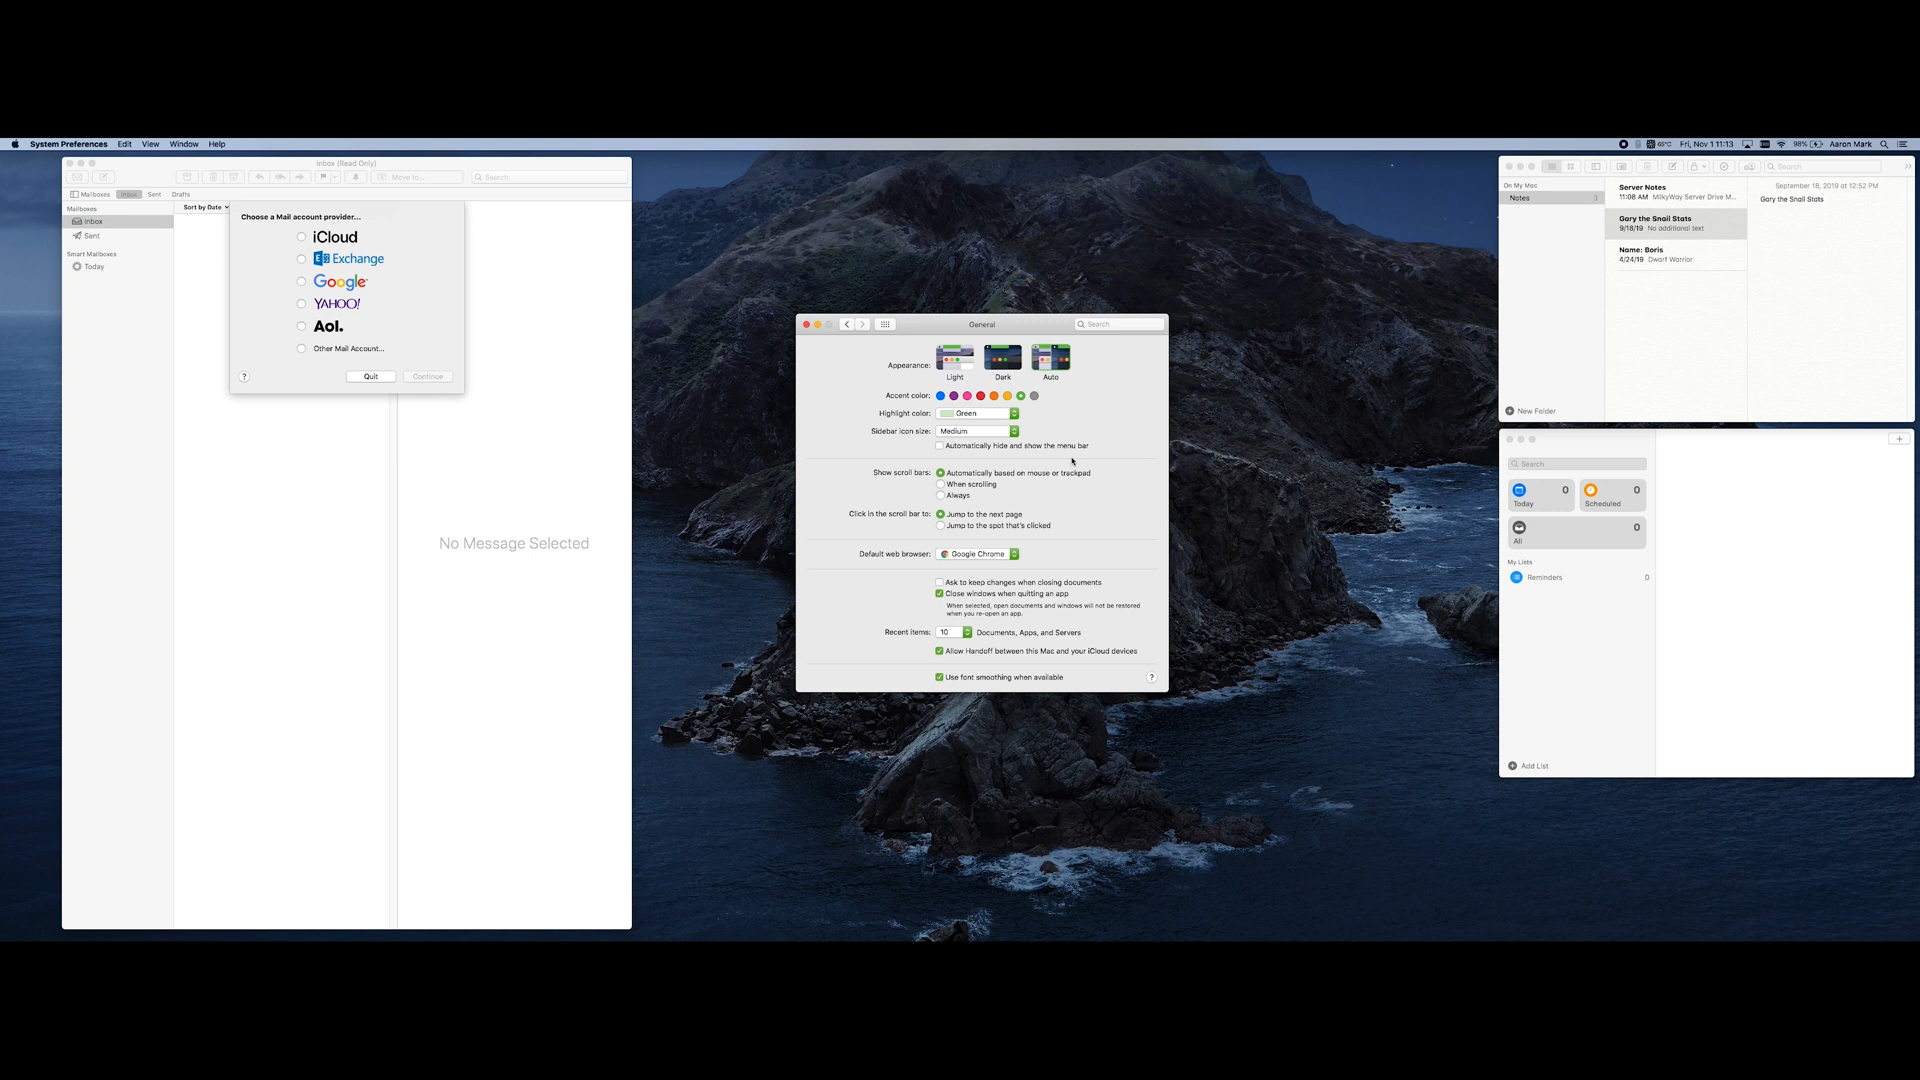 System Preferences Edit View Window Help
65°C Fri, Nov 1 11:13 98% Aaron Mark
Inbox (Read Only)
Move to...
Search
Mailboxes Inbox Sent Drafts
Mailboxes
Inbox
Sent
Smart Mailboxes
Today
Sort by Date
Choose a Mail account provider...
iCloud
Exchange
Google
YAHOO!
Aol.
Other Mail Account...
?
Quit
Continue
No Message Selected
General
Search
Appearance:
Light
Dark
Auto
Accent color:
Highlight color: Green
Sidebar icon size: Medium
Automatically hide and show the menu bar
Show scroll bars: Automatically based on mouse or trackpad
When scrolling
Always
Click in the scroll bar to: Jump to the next page
Jump to the spot that's clicked
Default web browser: Google Chrome
Ask to keep changes when closing documents
Close windows when quitting an app
When selected, open documents and windows will not be restored
when you re-open an app.
Recent items: 10 Documents, Apps, and Servers
Allow Handoff between this Mac and your iCloud devices
Use font smoothing when available
?
Search
On My Mac
Notes 3
Server Notes
11:08 AM MilkyWay Server Drive M...
Gary the Snail Stats
9/18/19 No additional text
Name: Boris
4/24/19 Dwarf Warrior
September 18, 2019 at 12:52 PM
Gary the Snail Stats
New Folder
Search
Today 0
Scheduled 0
All 0
My Lists
Reminders 0
Add List